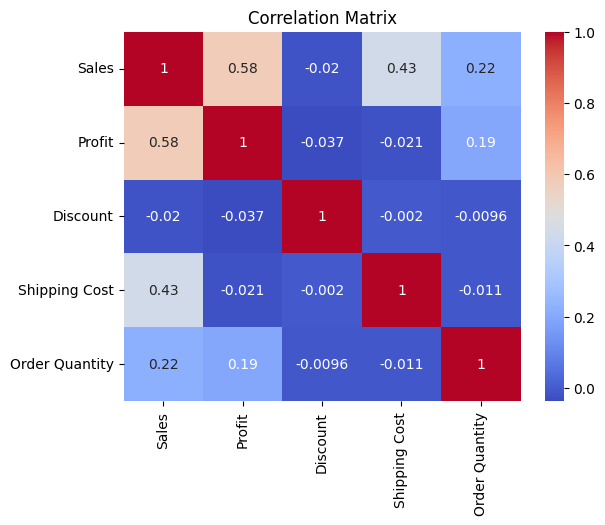 Correlation Matrix
Sales 1 0.58 -0.02 0.43 0.22
Profit 0.58 1 -0.037 -0.021 0.19
Discount -0.02 -0.037 1 -0.002 -0.0096
Shipping Cost 0.43 -0.021 -0.002 1 -0.011
Order Quantity 0.22 0.19 -0.0096 -0.011 1
Sales
Profit
Discount
Shipping Cost
Order Quantity
1.0
0.8
0.6
0.4
0.2
0.0